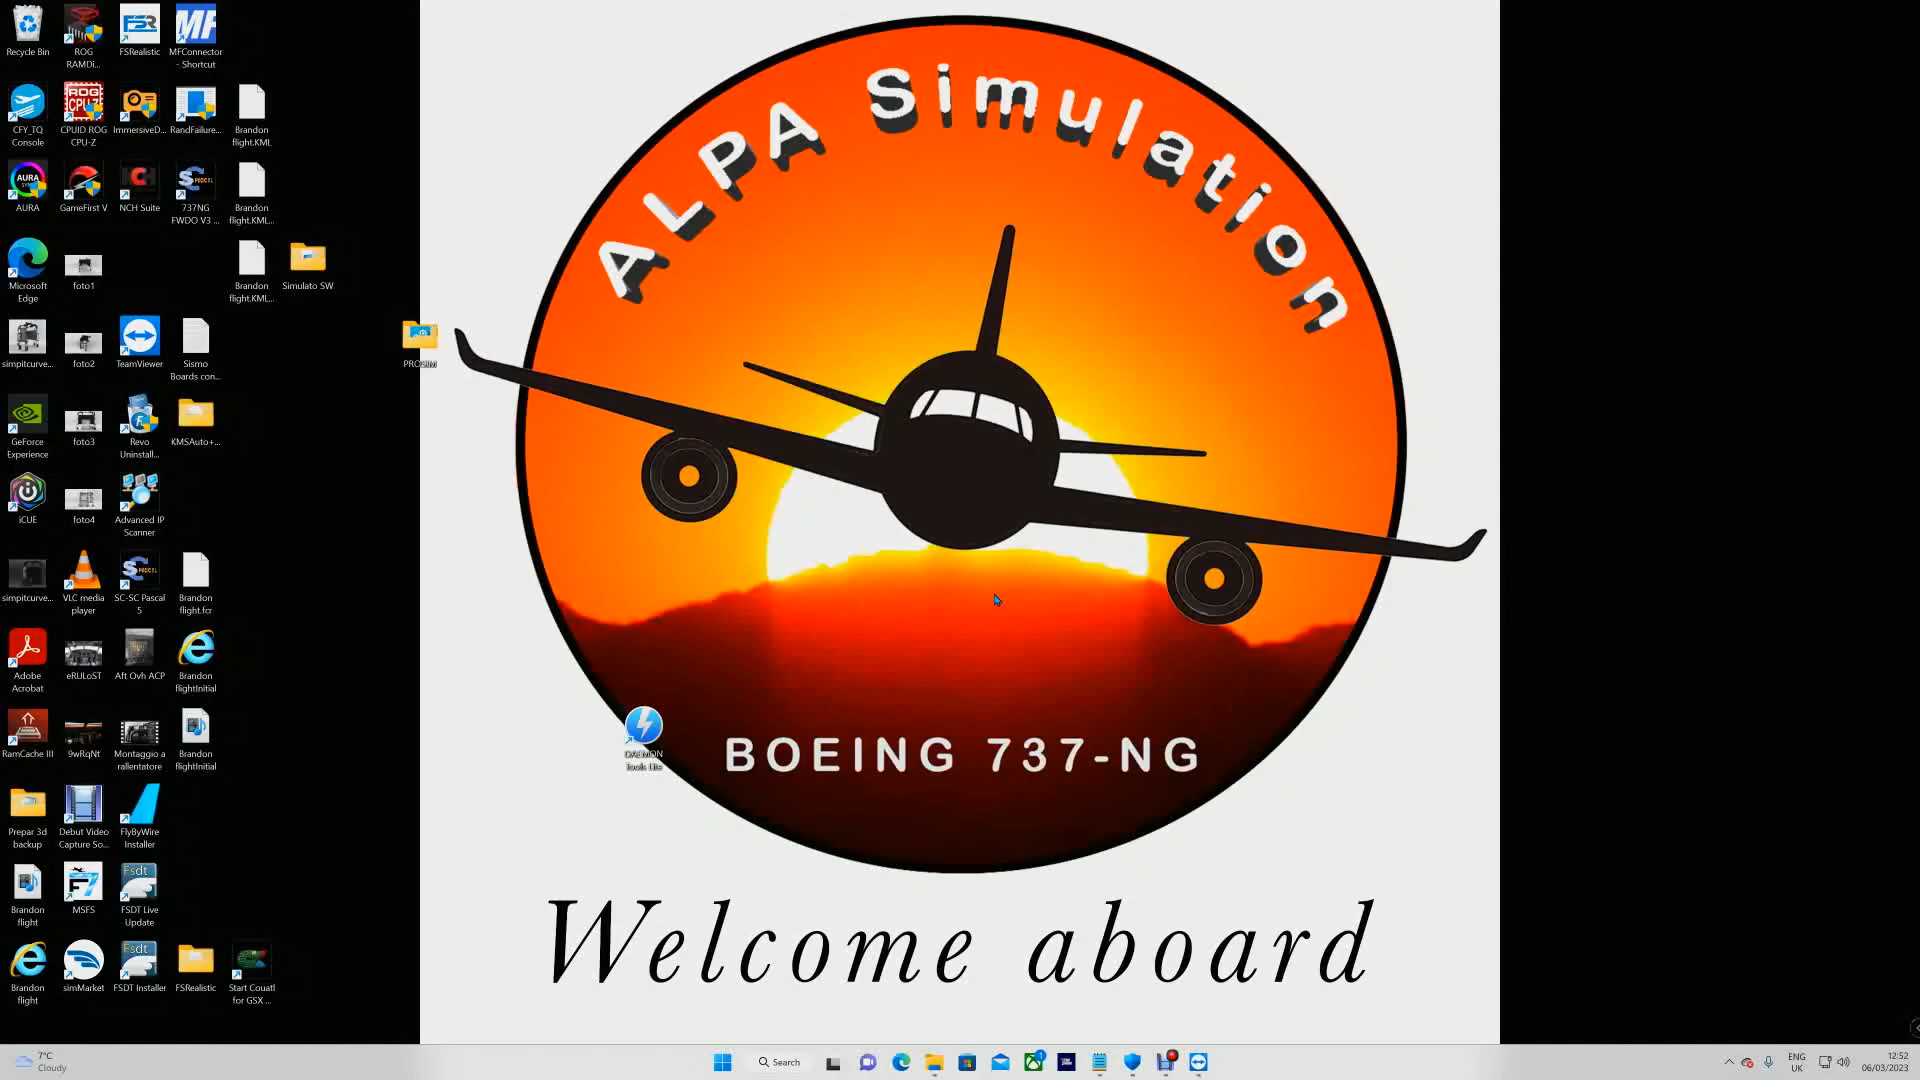 Recycle Bin
ROG
RAMDi...
FSRealistic
MFConnector
- Shortcut
CFY_TQ
Console
CPUID ROG
CPU-Z
ImmersiveD...
RandFailure...
Brandon
flight.KML
AURA
GameFirst V
NCH Suite
737NG
FWDO V3 ...
Brandon
flight.KML...
Microsoft
Edge
foto1
Brandon
flight.KML...
Simulato SW
simpitcurve...
foto2
TeamViewer
Sismo
Boards con...
PROSIM
GeForce
Experience
foto3
Revo
Uninstall...
KMSAuto+...
iCUE
foto4
Advanced IP
Scanner
simpitcurve...
VLC media
player
SC-SC Pascal
5
Brandon
flight.fcr
Adobe
Acrobat
eRULoST
Aft Ovh ACP
Brandon
flightInitial
RamCache III
9wRqNt
Montaggio a
rallentatore
Brandon
flightInitial
Prepar 3d
backup
Debut Video
Capture So...
FlyByWire
Installer
Brandon
flight
MSFS
FSDT Live
Update
Brandon
flight
simMarket
FSDT Installer
FSRealistic
Start Couatl
for GSX ...
DAEMON
Tools Lite
ALPA Simulation
BOEING 737-NG
Welcome aboard
7°C
Cloudy
Search
ENG
UK
12:52
06/03/2023